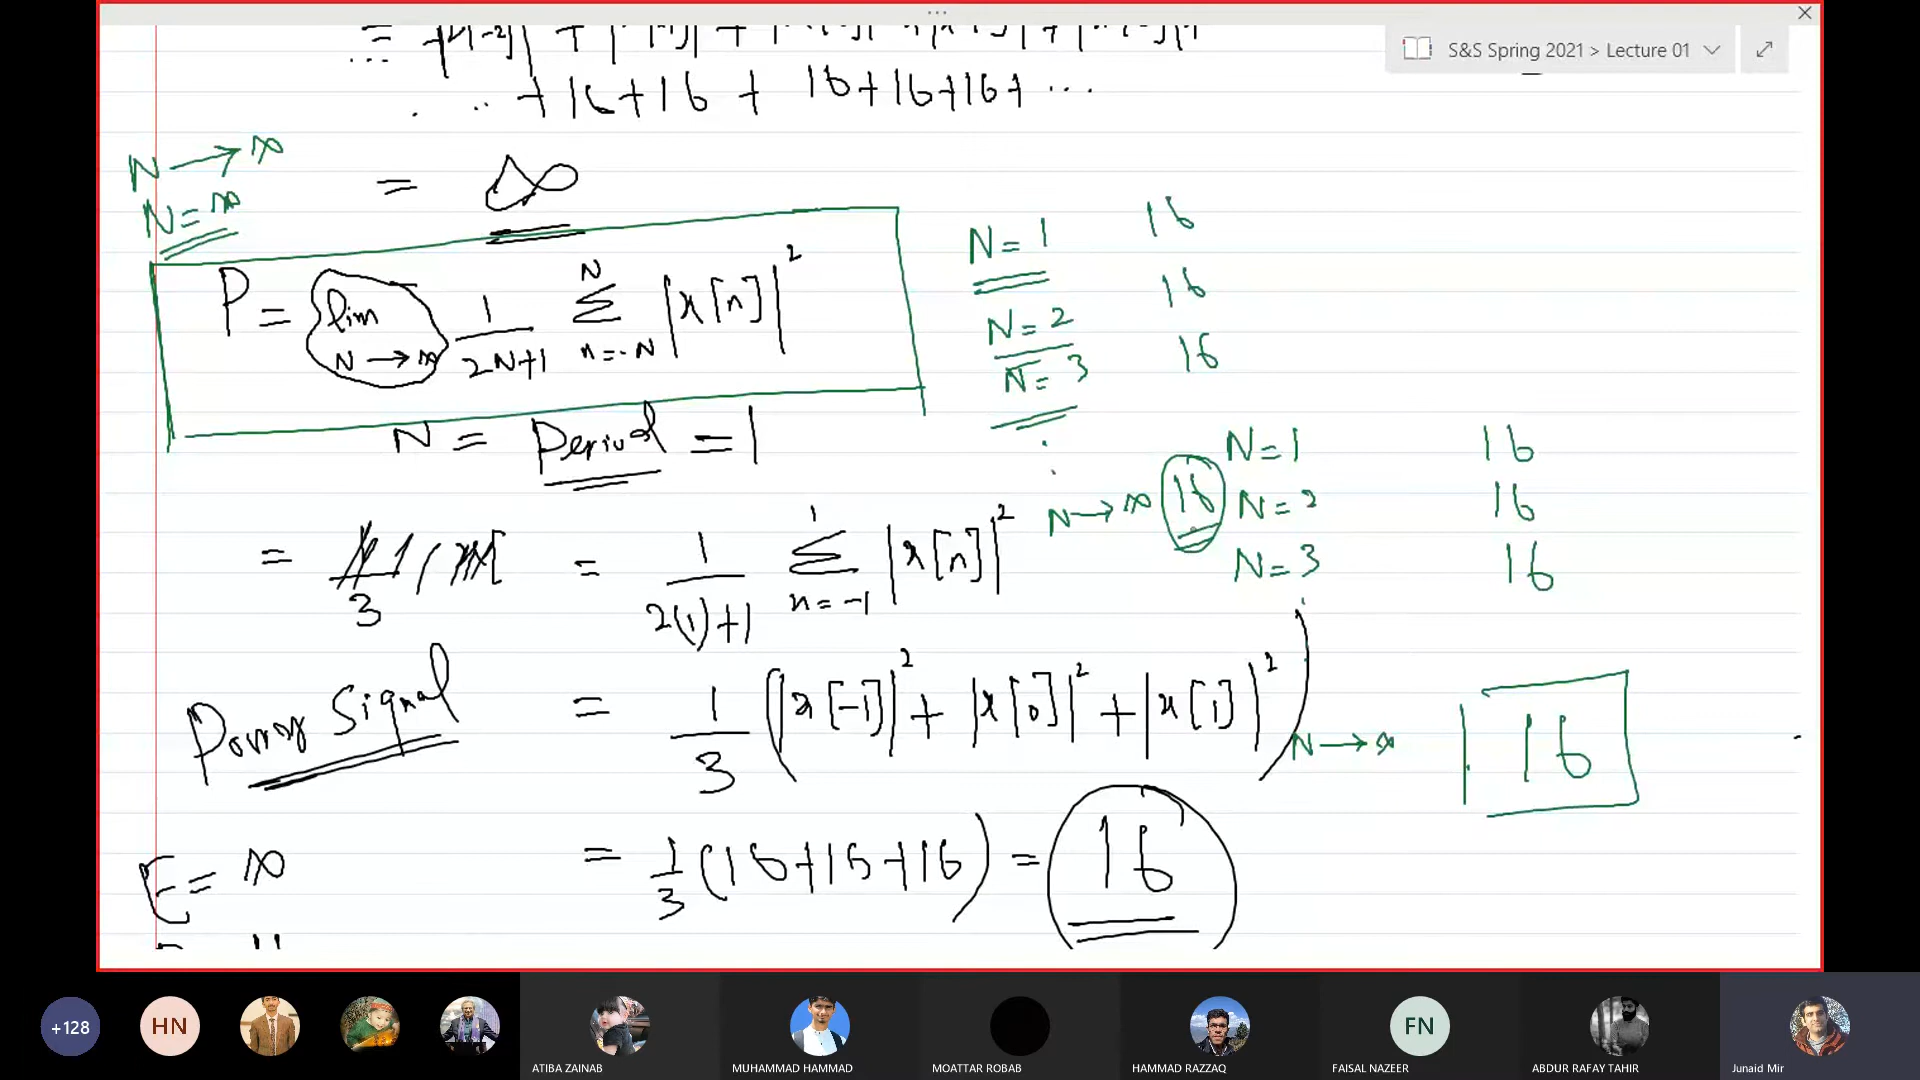 S&S Spring 2021 > Lecture 01
.. + 16 + 16 + 16 + 16 + 16 + ...
N → ∞
N = ∞
= ∞
P = lim N → ∞ 1/2N+1 N Σ n=-N |x[n]|²
N = 1 16
N = 2 16
N = 3 16
N → ∞ 16
N = Period = 1
N = 1 16
N = 2 16
N = 3 16
N → ∞ 16
= 1/2(1)+1 1 Σ n=-1 |x[n]|²
Power Signal
= 1/3 (|x[-1]|² + |x[0]|² + |x[1]|²)
E = ∞
= 1/3 (16+16+16) = 16
+128
HN
ATIBA ZAINAB
MUHAMMAD HAMMAD
MOATTAR ROBAB
HAMMAD RAZZAQ
FN
FAISAL NAZEER
ABDUR RAFAY TAHIR
Junaid Mir